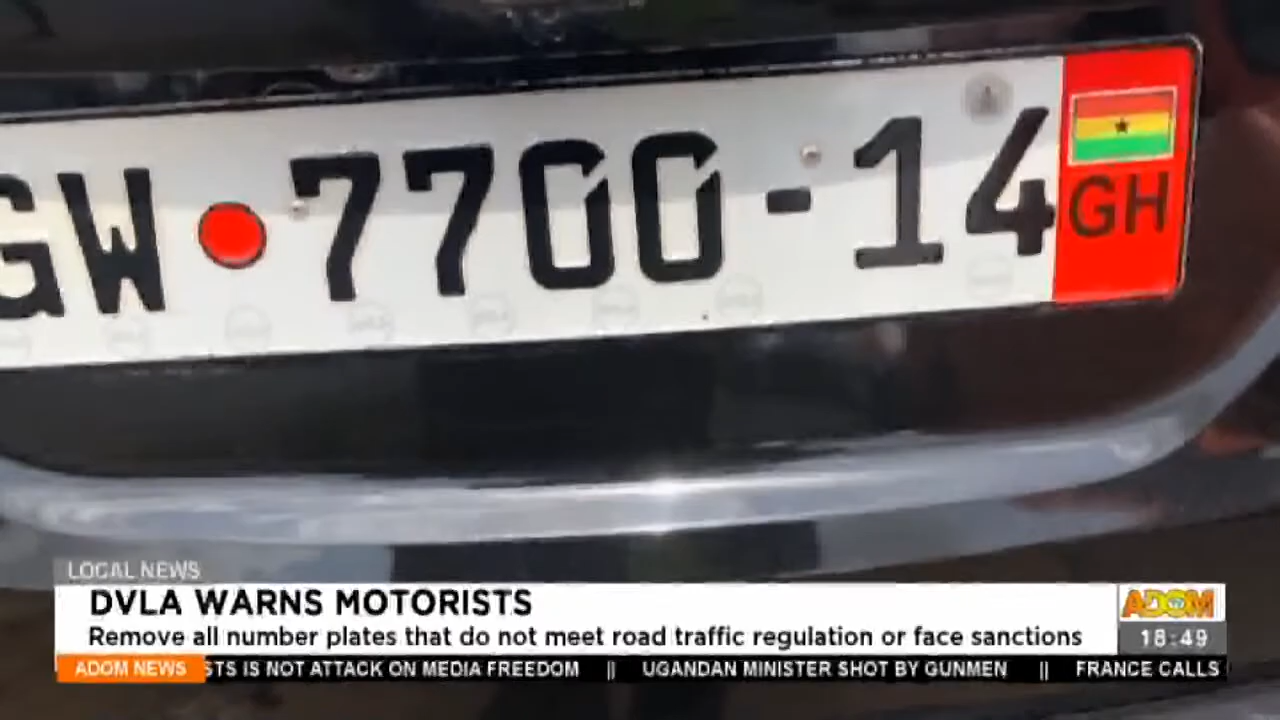 GW 7700-14
GH
LOCAL NEWS
DVLA WARNS MOTORISTS
ADOM
Remove all number plates that do not meet road traffic regulation or face sanctions
18:49
ADOM NEWS
STS IS NOT ATTACK ON MEDIA FREEDOM || UGANDAN MINISTER SHOT BY GUNMEN || FRANCE CALLS